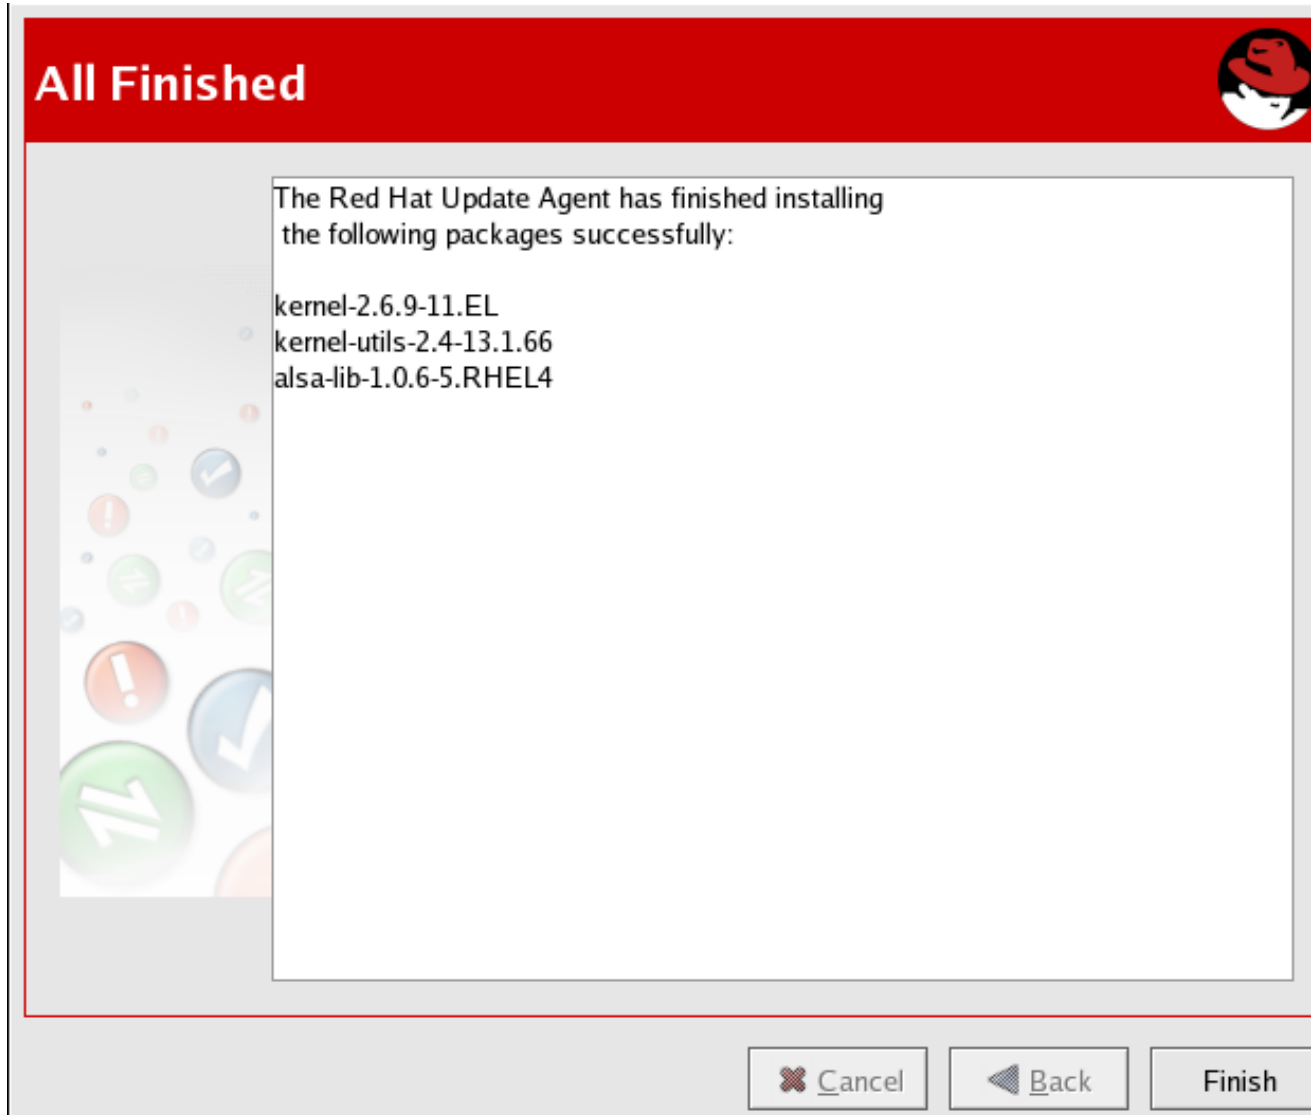 All Finished
The Red Hat Update Agent has finished installing
the following packages successfully:
kernel-2.6.9-11.EL
kernel-utils-2.4-13.1.66
alsa-lib-1.0.6-5.RHEL4
Cancel
Back
Finish